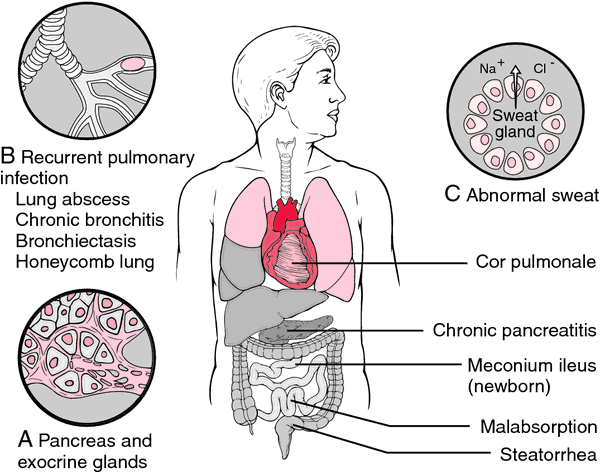 B Recurrent pulmonary
infection
Lung abscess
Chronic bronchitis
Bronchiectasis
Honeycomb lung
A Pancreas and
exocrine glands
Na+ Cl-
Sweat
gland
C Abnormal sweat
Cor pulmonale
Chronic pancreatitis
Meconium ileus
(newborn)
Malabsorption
Steatorrhea